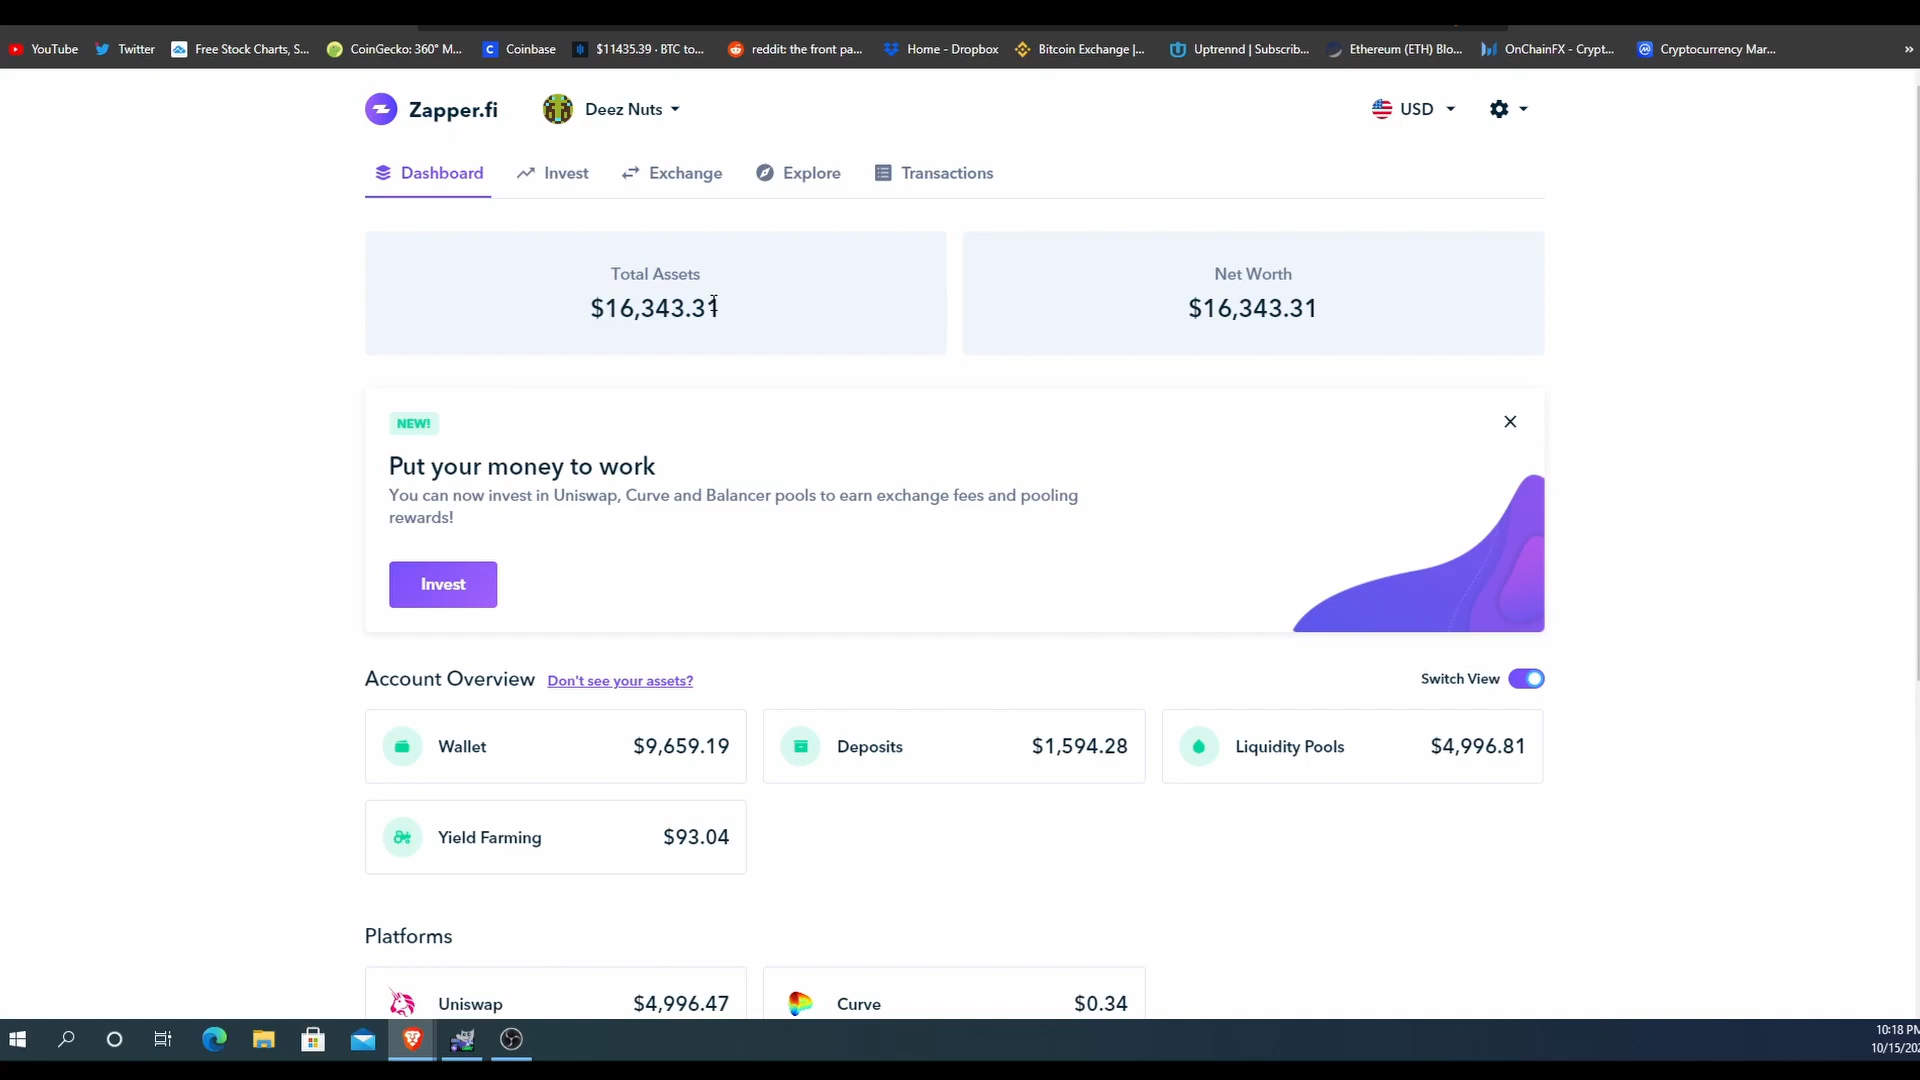 YouTube Twitter Free Stock Charts, S... CoinGecko: 360° M... Coinbase $11435.39 · BTC to... reddit: the front pa... Home - Dropbox Bitcoin Exchange |... Uptrennd | Subscrib... Ethereum (ETH) Blo... OnChainFX - Crypt... Cryptocurrency Mar... »
Zapper.fi Deez Nuts USD
Dashboard Invest Exchange Explore Transactions
Total Assets Net Worth
$16,343.31 $16,343.31
NEW!
Put your money to work
You can now invest in Uniswap, Curve and Balancer pools to earn exchange fees and pooling
rewards!
Invest
Account Overview Don't see your assets? Switch View
Wallet $9,659.19 Deposits $1,594.28 Liquidity Pools $4,996.81
Yield Farming $93.04
Platforms
Uniswap $4,996.47 Curve $0.34
10:18 PM
10/15/202